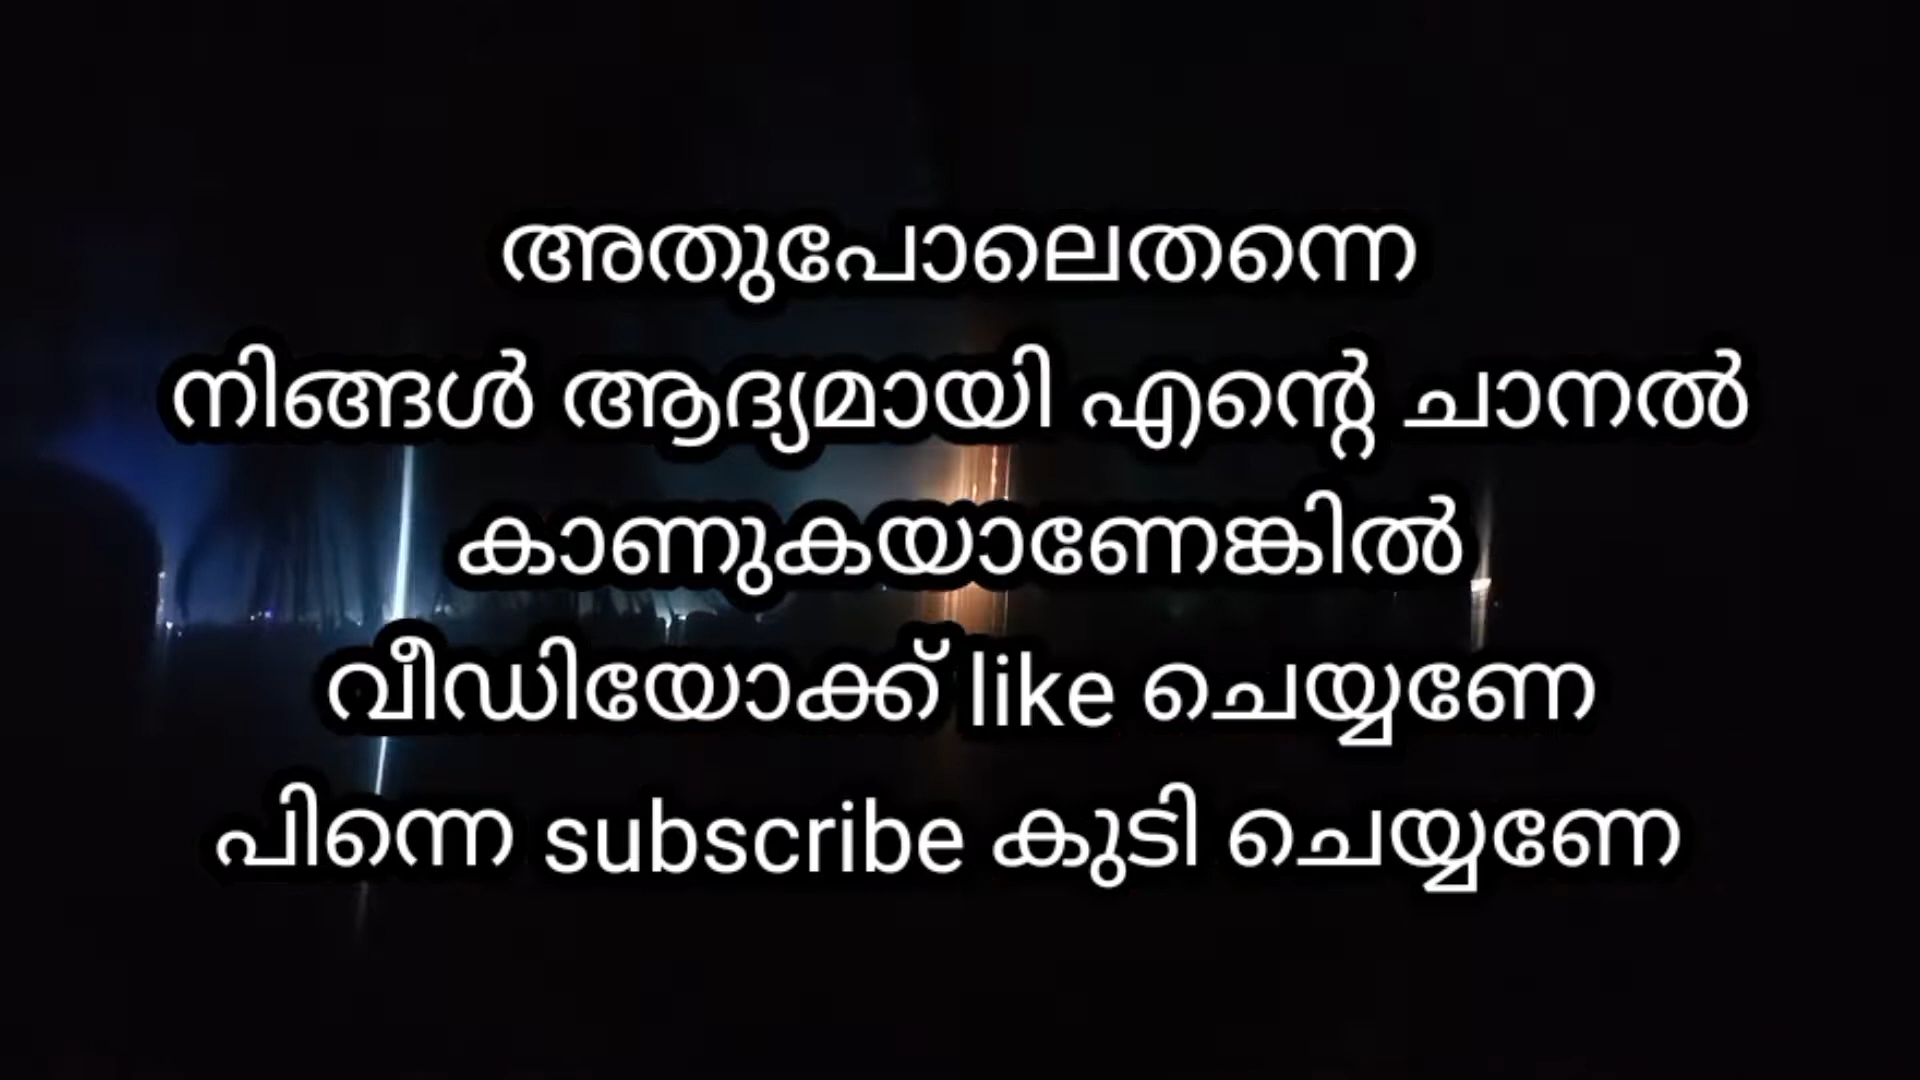 അതുപോലെതന്നെ
നിങ്ങൾ ആദ്യമായി എന്റെ ചാനൽ
കാണുകയാണേങ്കിൽ
വീഡിയോക്ക് like ചെയ്യണേ
പിന്നെ subscribe കുടി ചെയ്യണേ